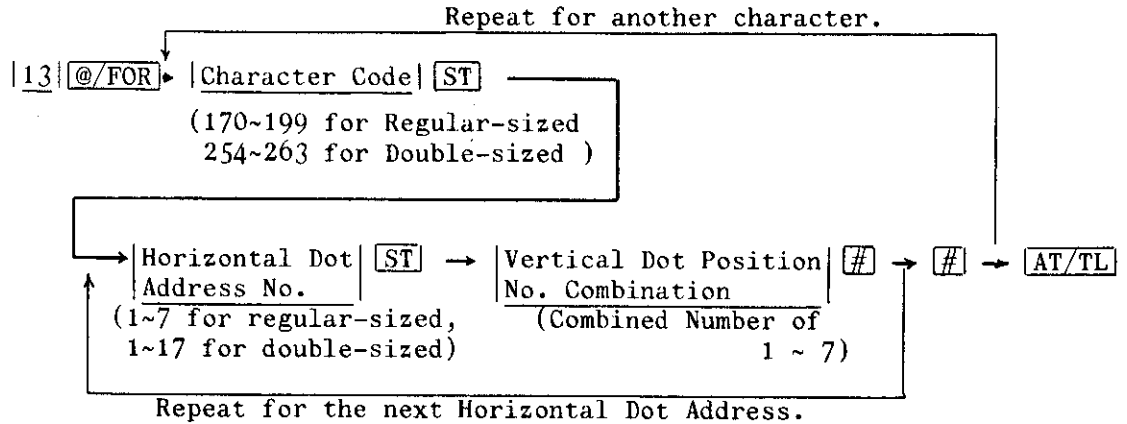 Repeat for another character.
|13| @/FOR |Character Code| ST
(170~199 for Regular-sized
254~263 for Double-sized )
|Horizontal Dot| ST → |Vertical Dot Position| # → # → AT/TL
Address No. No. Combination
(1~7 for regular-sized, (Combined Number of
1~17 for double-sized) 1 ~ 7)
Repeat for the next Horizontal Dot Address.